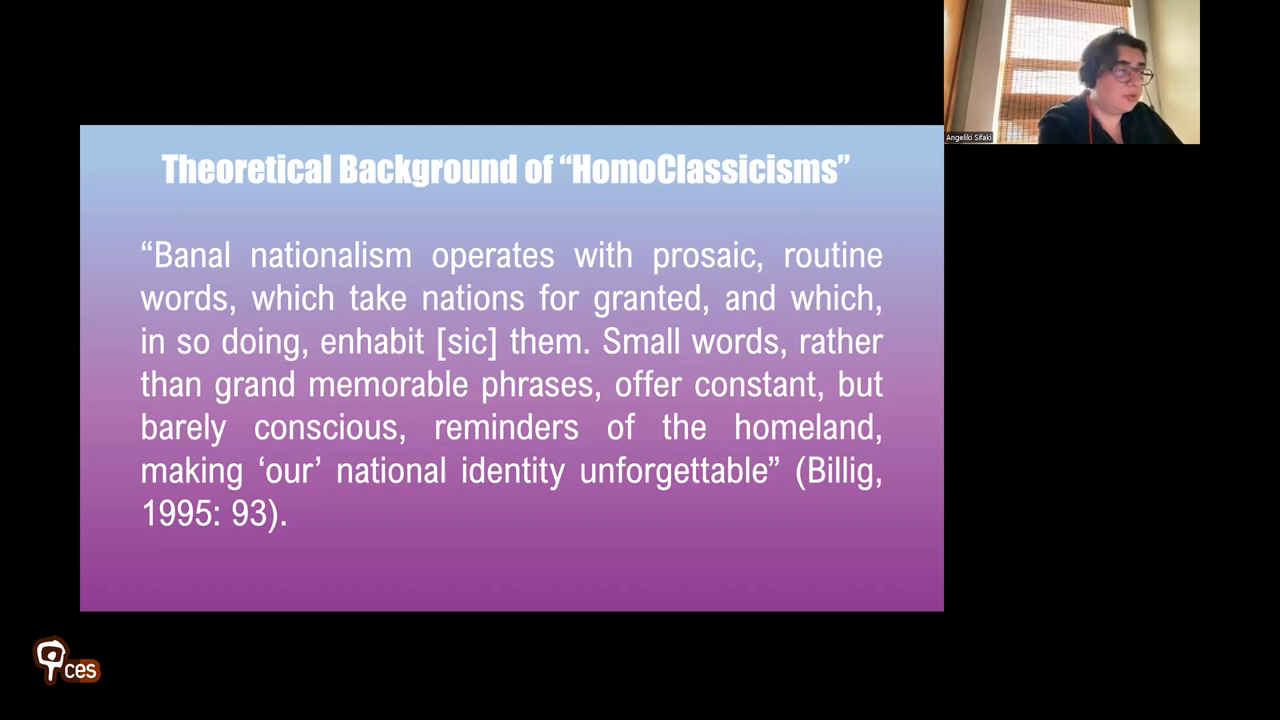 Theoretical Background of “HomoClassicisms”
“Banal nationalism operates with prosaic, routine
words, which take nations for granted, and which,
in so doing, enhabit [sic] them. Small words, rather
than grand memorable phrases, offer constant, but
barely conscious, reminders of the homeland,
making ‘our’ national identity unforgettable” (Billig,
1995: 93).
Angeliki Sifaki
ces